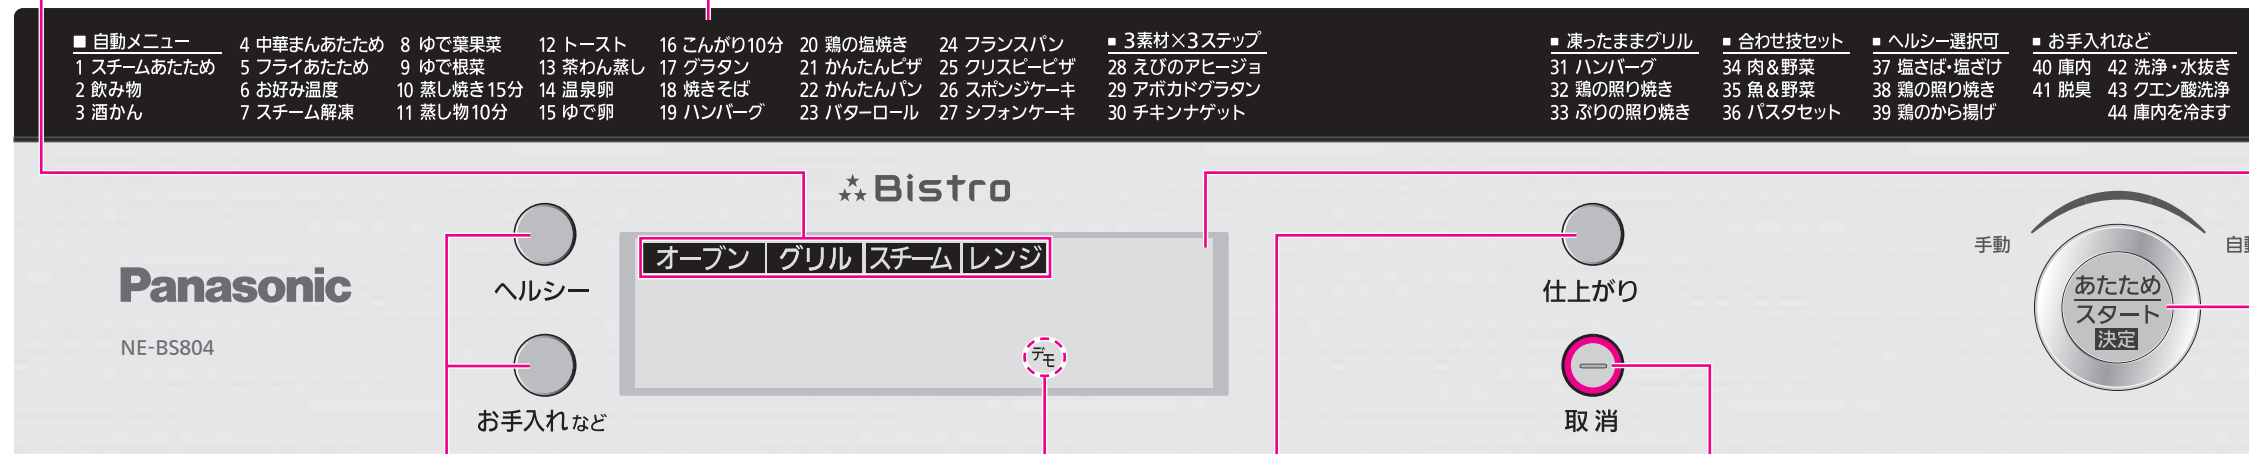 ■ 自動メニュー
1 スチームあたため
2 飲み物
3 酒かん
4 中華まんあたため
5 フライあたため
6 お好み温度
7 スチーム解凍
8 ゆで葉果菜
9 ゆで根菜
10 蒸し焼き15分
11 蒸し物10分
12 トースト
13 茶わん蒸し
14 温泉卵
15 ゆで卵
16 こんがり10分
17 グラタン
18 焼きそば
19 ハンバーグ
20 鶏の塩焼き
21 かんたんピザ
22 かんたんパン
23 バターロール
24 フランスパン
25 クリスピーピザ
26 スポンジケーキ
27 シフォンケーキ
■ 3素材×3ステップ
28 えびのアヒージョ
29 アボカドグラタン
30 チキンナゲット
■ 凍ったままグリル
31 ハンバーグ
32 鶏の照り焼き
33 ぶりの照り焼き
■ 合わせ技セット
34 肉&野菜
35 魚&野菜
36 パスタセット
■ ヘルシー選択可
37 塩さば・塩ざけ
38 鶏の照り焼き
39 鶏のから揚げ
■ お手入れなど
40 庫内
41 脱臭
42 洗浄・水抜き
43 クエン酸洗浄
44 庫内を冷ます
Bistro
Panasonic
NE-BS804
ヘルシー
お手入れなど
オーブン グリル スチーム レンジ
デモ
仕上がり
取消
手動
自動
あたため
スタート
決定